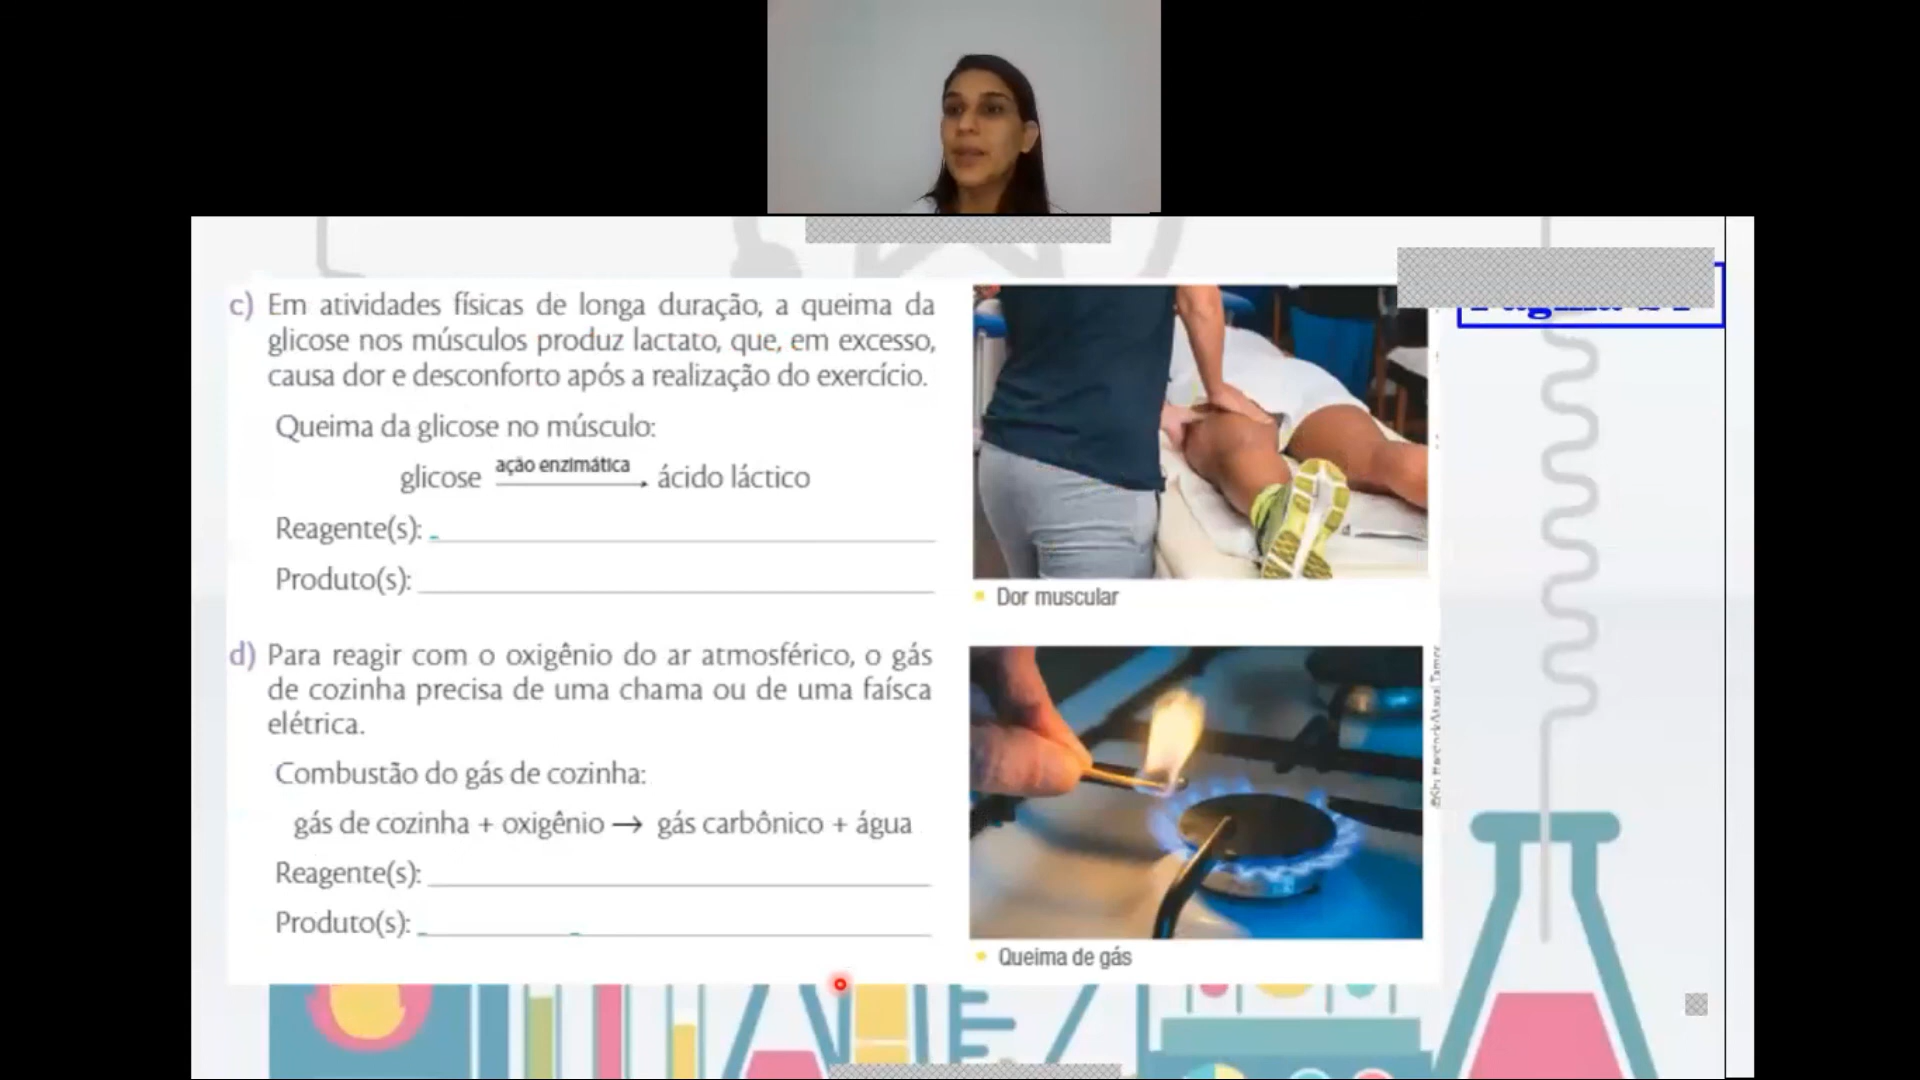 c) Em atividades físicas de longa duração, a queima da
glicose nos músculos produz lactato, que, em excesso,
causa dor e desconforto após a realização do exercício.
Queima da glicose no músculo:
glicose ação enzimática → ácido láctico
Reagente(s):
Produto(s):
Dor muscular
d) Para reagir com o oxigênio do ar atmosférico, o gás
de cozinha precisa de uma chama ou de uma faísca
elétrica.
Combustão do gás de cozinha:
gás de cozinha + oxigênio → gás carbônico + água
Reagente(s):
Produto(s):
Queima de gás